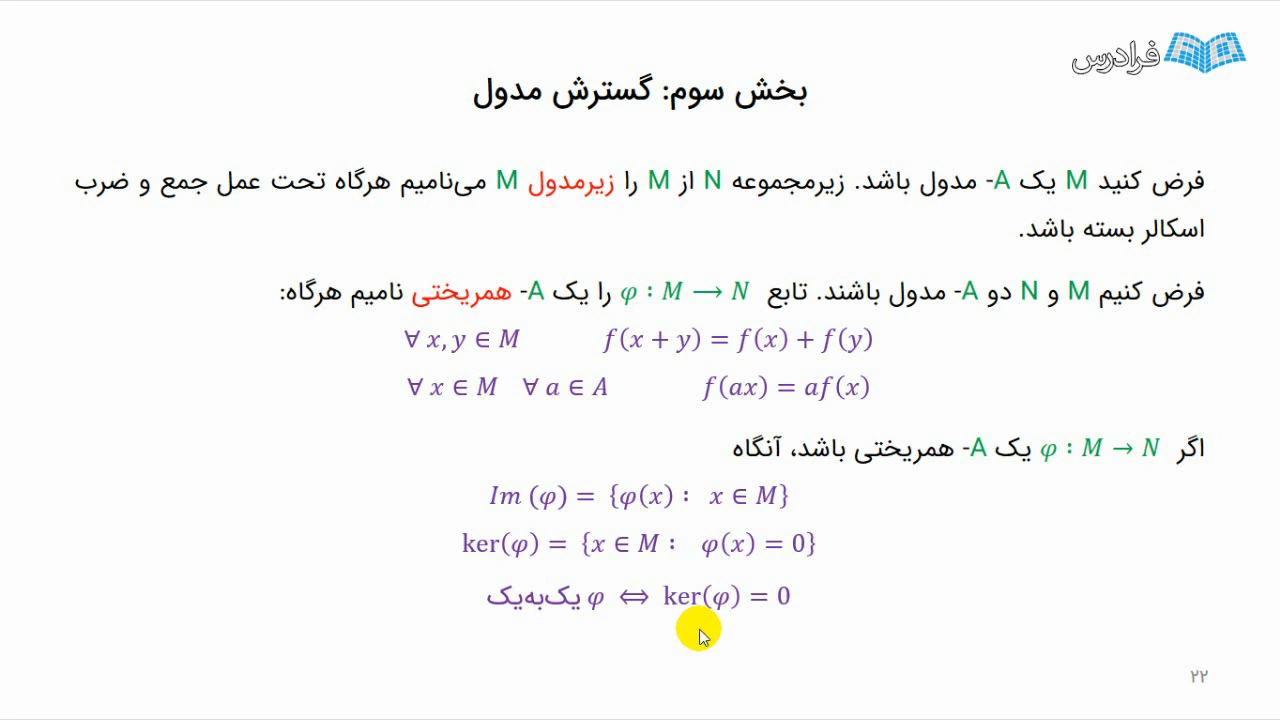 فرادرس
بخش سوم: گسترش مدول
فرض کنید M یک A- مدول باشد. زیرمجموعه N از M را زیرمدول M می‌نامیم هرگاه تحت عمل جمع و ضرب
اسکالر بسته باشد.
فرض کنیم M و N دو A- مدول باشند. تابع φ : M ⟶ N را یک A- همریختی نامیم هرگاه:
∀ x, y ∈ M f(x + y) = f(x) + f(y)
∀ x ∈ M ∀ a ∈ A f(ax) = af(x)
اگر φ : M → N یک A- همریختی باشد، آنگاه
Im (φ) = {φ(x) : x ∈ M}
ker(φ) = {x ∈ M : φ(x) = 0}
یک‌به‌یک φ ⟺ ker(φ) = 0
۲۲